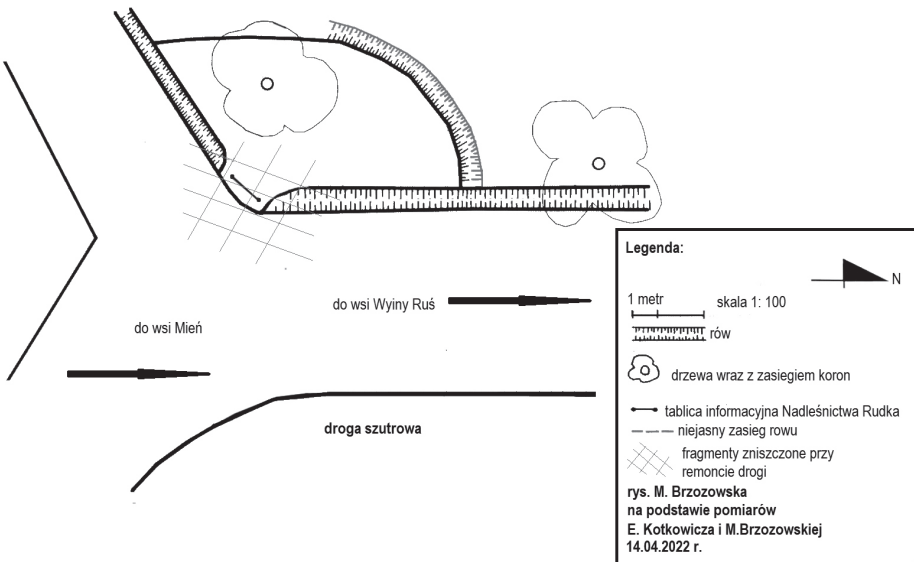 do wsi Wyiny Ruś
do wsi Mień
droga szutrowa
Legenda:
N
1 metr
skala 1: 100
rów
drzewa wraz z zasiegiem koron
tablica informacyjna Nadleśnictwa Rudka
niejasny zasieg rowu
fragmenty zniszczone przy
remoncie drogi
rys. M. Brzozowska
na podstawie pomiarów
E. Kotkowicza i M.Brzozowskiej
14.04.2022 r.